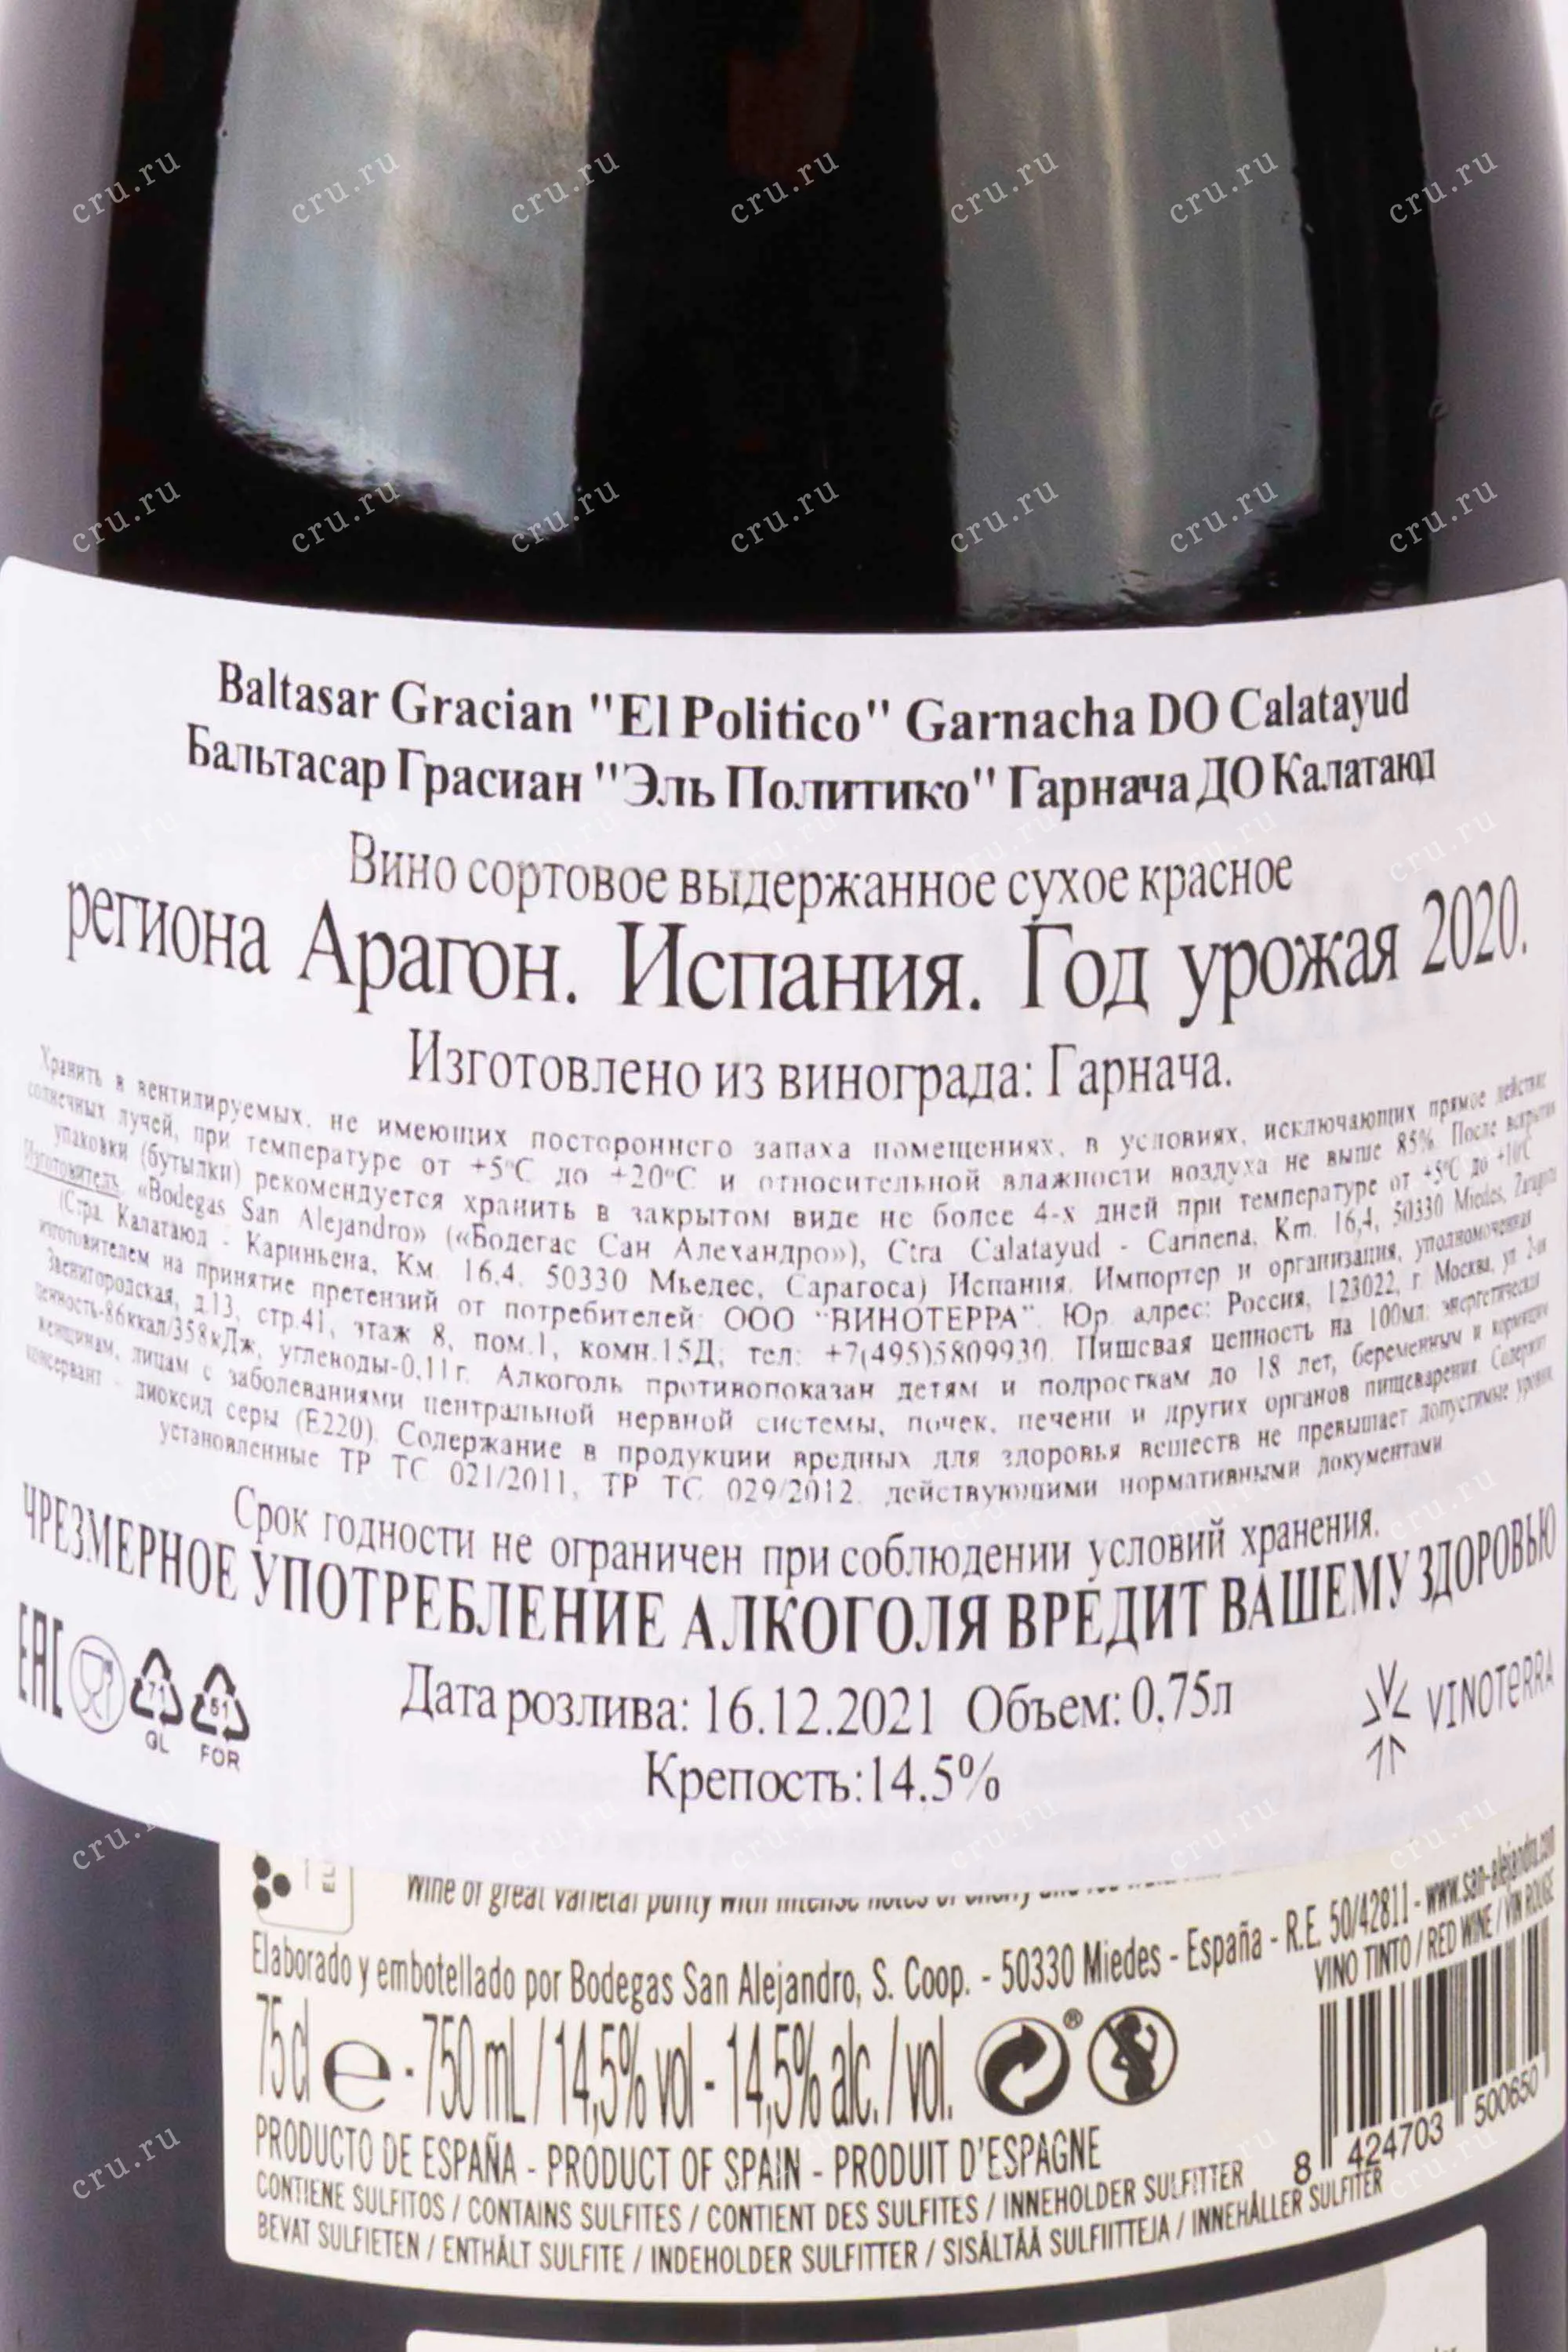 Baltasar Gracian "El Politico" Garnacha DO Calatayud
Бальтасар Грасиан "Эль Политико" Гарнача ДО Калатаюд
Вино сортовое выдержанное сухое красное
региона Арагон. Испания. Год урожая 2020.
Изготовлено из винограда: Гарнача.
Хранить в вентилируемых, не имеющих постороннего запаха помещениях, в условиях, исключающих прямое действие
солнечных лучей, при температуре от +5°С до +20°С и относительной влажности воздуха не выше 85%. После вскрытия
упаковки (бутылки) рекомендуется хранить в закрытом виде не более 4-х дней при температуре от +5°С до +10°С
Изготовитель: «Bodegas San Alejandro» («Бодегас Сан Алехандро»), Ctra Calatayud - Carinena, Km. 16,4, 50330 Miedes, Zaragoza
(Стра. Калатаюд - Кариньена, Км. 16,4, 50330 Мьедес, Сарагоса) Испания. Импортер и организация, уполномоченная
изготовителем на принятие претензий от потребителей: ООО "ВИНОТЕРРА". Юр. адрес: Россия, 123022, г. Москва, ул. 2-ая
Звенигородская, д.13, стр.41, этаж 8, пом.1, комн.15Д; тел: +7(495)5809930. Пищевая ценность на 100мл: энергетическая
ценность-86ккал/358кДж, углеводы-0,11г. Алкоголь противопоказан детям и подросткам до 18 лет, беременным и кормящим
женщинам, лицам с заболеваниями центральной нервной системы, почек, печени и других органов пищеварения. Содержит
консервант - диоксид серы (Е220). Содержание в продукции вредных для здоровья веществ не превышает допустимые уровни,
установленные ТР ТС 021/2011, ТР ТС 029/2012, действующими нормативными документами
Срок годности не ограничен при соблюдении условий хранения.
ЧРЕЗМЕРНОЕ УПОТРЕБЛЕНИЕ АЛКОГОЛЯ ВРЕДИТ ВАШЕМУ ЗДОРОВЬЮ
EAC
71
GL
51
FOR
Дата розлива: 16.12.2021 Объем: 0,75л
Крепость:14.5%
VINOTERRA
Wine of great varietal purity with intense notes of cherry
Elaborado y embotellado por Bodegas San Alejandro, S. Coop. - 50330 Miedes - España - R.E. 50/42811 - www.san-alejandro.com
VINO TINTO / RED WINE / VIN ROUGE
75 cl e - 750 mL / 14,5% vol - 14,5% alc. / vol.
PRODUCTO DE ESPAÑA - PRODUCT OF SPAIN - PRODUIT D'ESPAGNE
8 424703 500650
CONTIENE SULFITOS / CONTAINS SULFITES / CONTIENT DES SULFITES / INNEHOLDER SULFITTER
BEVAT SULFIETEN / ENTHÄLT SULFITE / INDEHOLDER SULFITTER / SISÄLTÄÄ SULFIITTEJA / INNEHÅLLER SULFITER
cru.ru